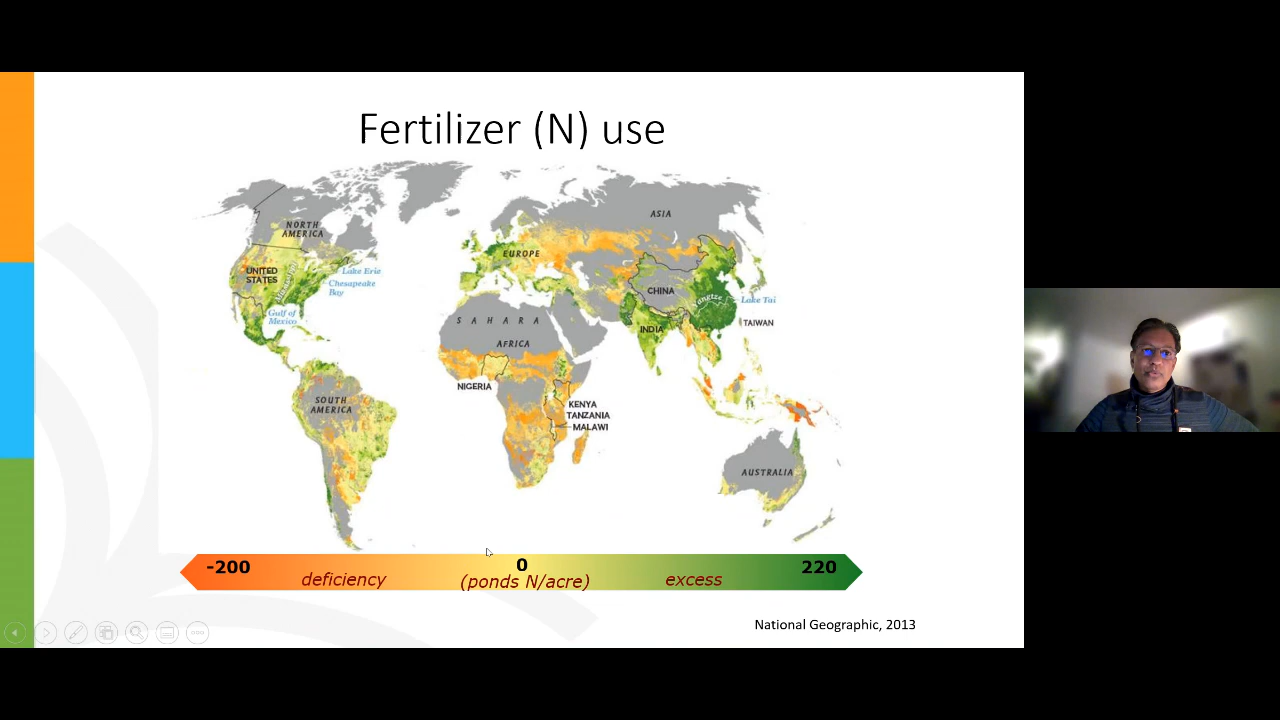 Fertilizer (N) use
ASIA
NORTH
AMERICA
EUROPE
UNITED
STATES
Lake Erie
Chesapeake
Bay
CHINA
Yangtze
Lake Tai
Gulf of
Mexico
SAHARA
INDIA
TAIWAN
AFRICA
NIGERIA
SOUTH
AMERICA
KENYA
TANZANIA
MALAWI
AUSTRALIA
-200
0
220
deficiency
(ponds N/acre)
excess
National Geographic, 2013